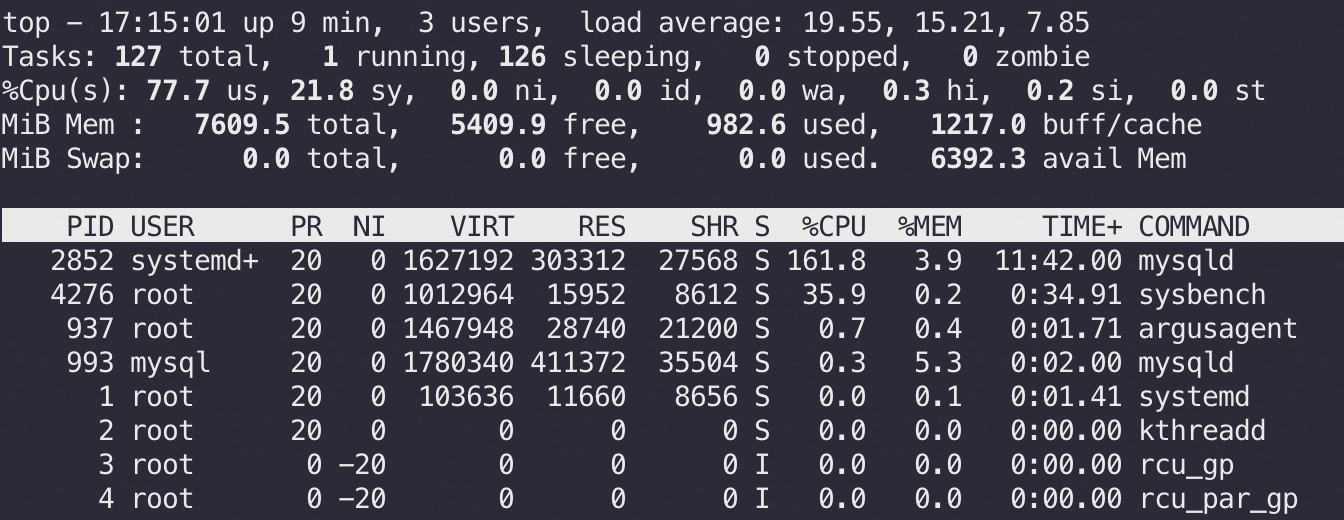 top - 17:15:01 up 9 min,  3 users,  load average: 19.55, 15.21, 7.85
Tasks: 127 total,   1 running, 126 sleeping,   0 stopped,   0 zombie
%Cpu(s): 77.7 us, 21.8 sy,  0.0 ni,  0.0 id,  0.0 wa,  0.3 hi,  0.2 si,  0.0 st
MiB Mem :   7609.5 total,   5409.9 free,    982.6 used,   1217.0 buff/cache
MiB Swap:      0.0 total,      0.0 free,      0.0 used.   6392.3 avail Mem
    PID USER      PR  NI    VIRT    RES    SHR S  %CPU  %MEM     TIME+ COMMAND
   2852 systemd+  20   0 1627192 303312  27568 S 161.8   3.9  11:42.00 mysqld
   4276 root      20   0 1012964  15952   8612 S  35.9   0.2   0:34.91 sysbench
    937 root      20   0 1467948  28740  21200 S   0.7   0.4   0:01.71 argusagent
    993 mysql     20   0 1780340 411372  35504 S   0.3   5.3   0:02.00 mysqld
      1 root      20   0  103636  11660   8656 S   0.0   0.1   0:01.41 systemd
      2 root      20   0       0      0      0 S   0.0   0.0   0:00.00 kthreadd
      3 root       0 -20       0      0      0 I   0.0   0.0   0:00.00 rcu_gp
      4 root       0 -20       0      0      0 I   0.0   0.0   0:00.00 rcu_par_gp